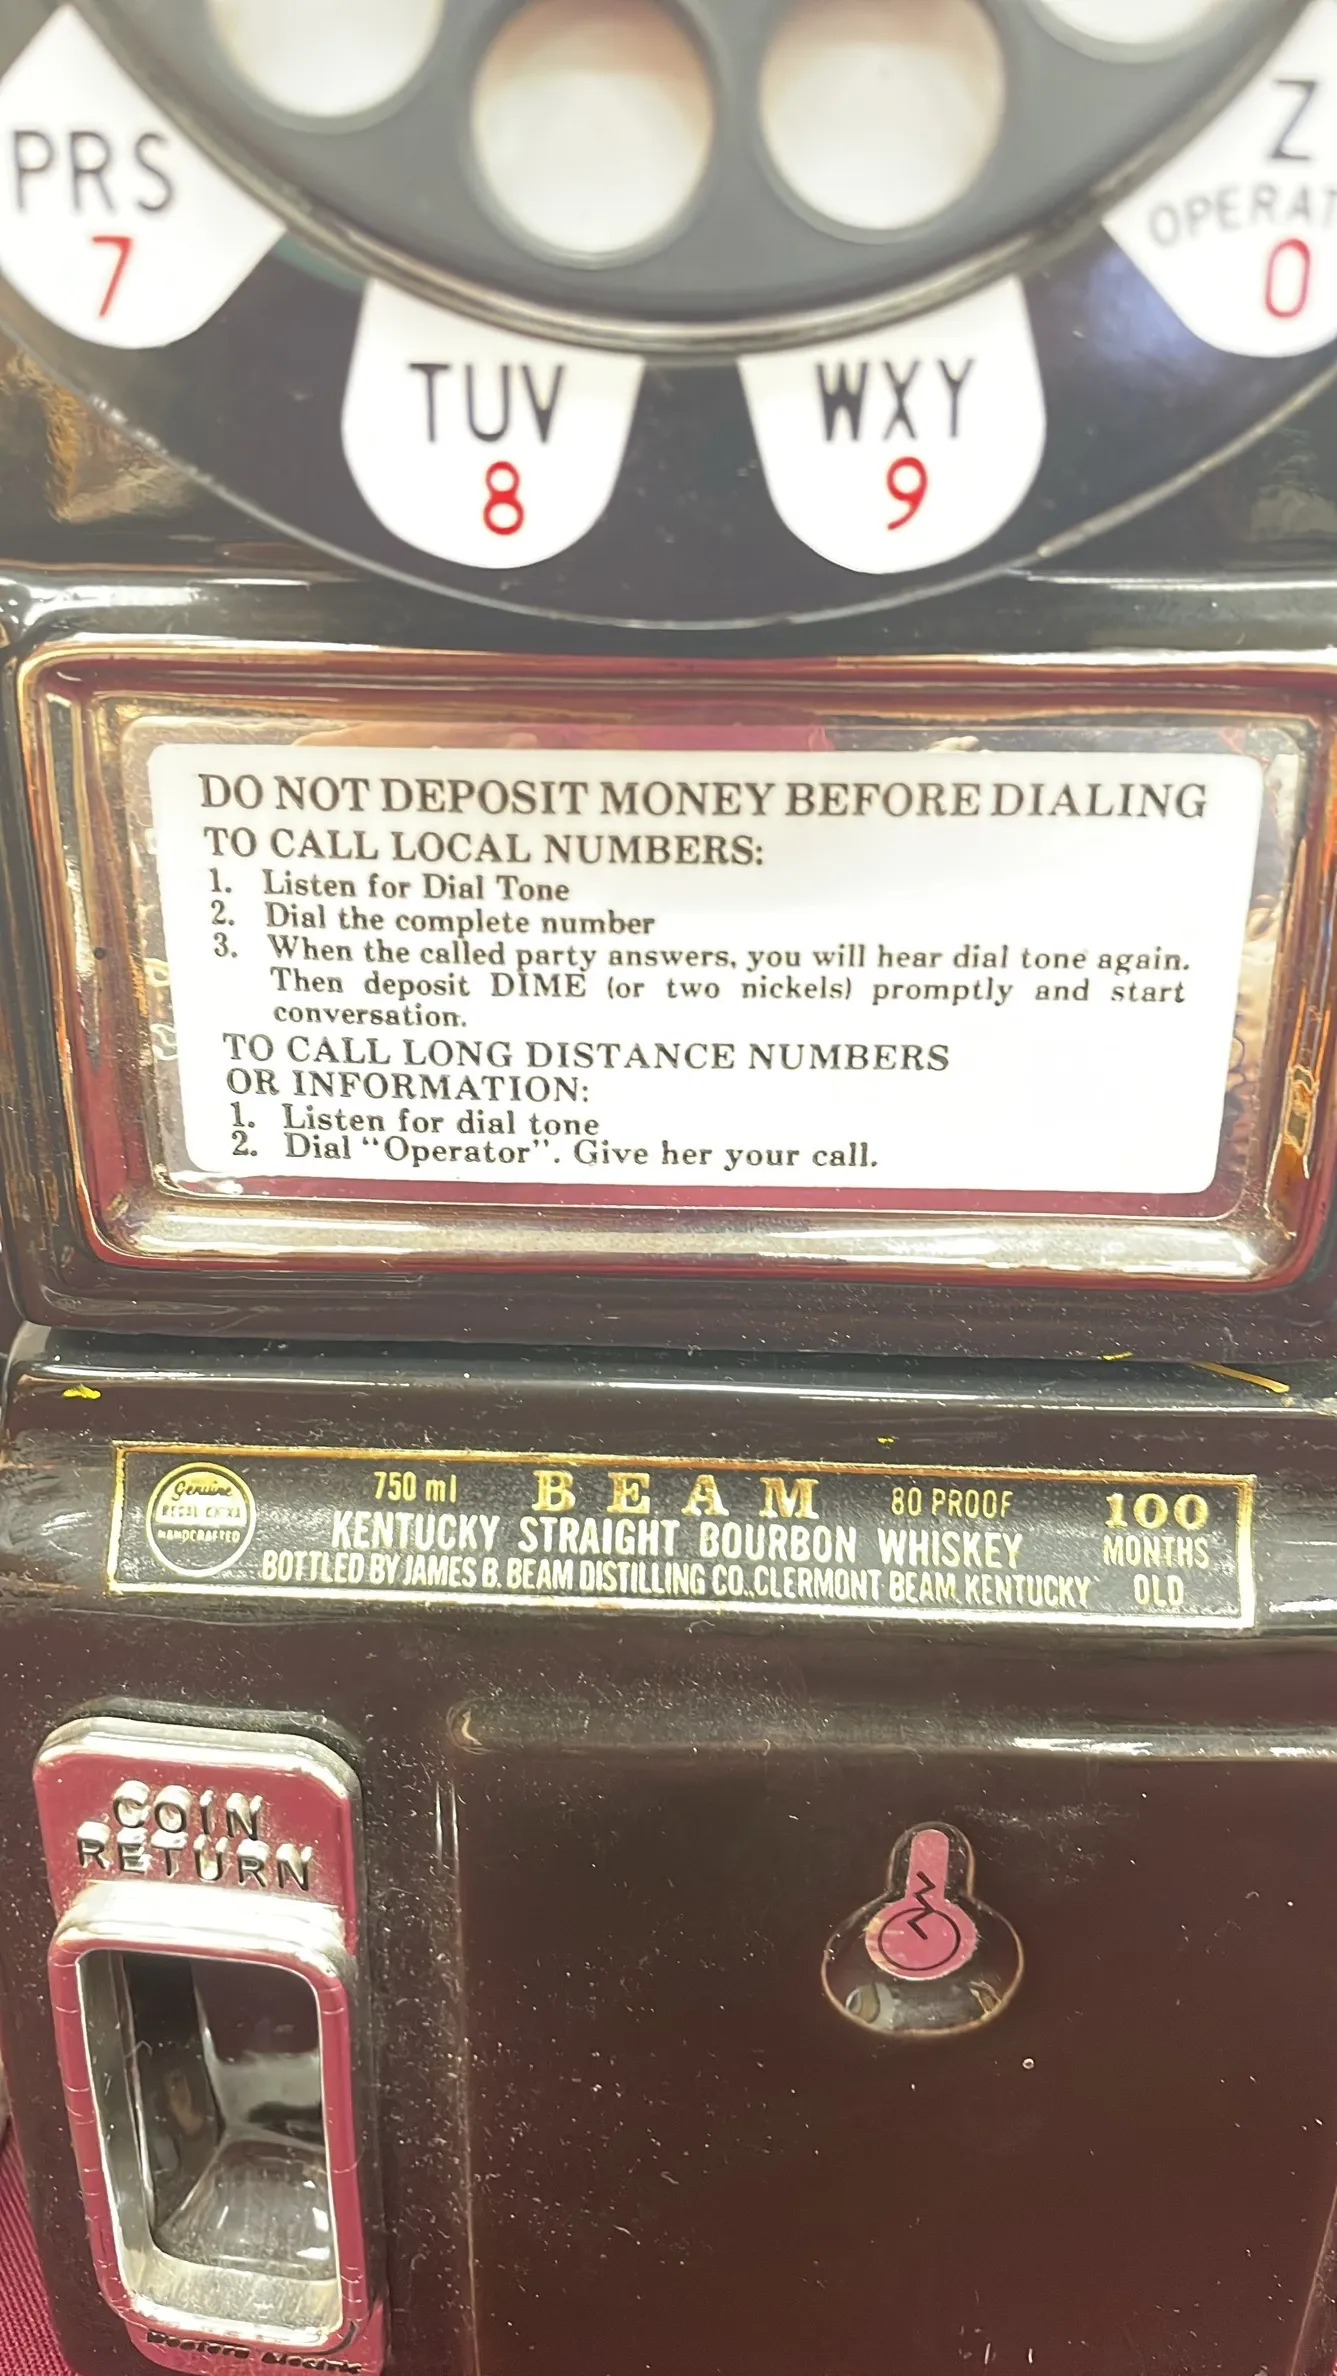 PRS
7
TUV
8
WXY
9
Z
OPERAT
0
DO NOT DEPOSIT MONEY BEFORE DIALING
TO CALL LOCAL NUMBERS:
1. Listen for Dial Tone
2. Dial the complete number
3. When the called party answers, you will hear dial tone again.
Then deposit DIME (or two nickels) promptly and start
conversation.
TO CALL LONG DISTANCE NUMBERS
OR INFORMATION:
1. Listen for dial tone
2. Dial “Operator”. Give her your call.
Genuine
REGAL CHINA
HANDCRAFTED
750 ml BEAM 80 PROOF
KENTUCKY STRAIGHT BOURBON WHISKEY
BOTTLED BY JAMES B. BEAM DISTILLING CO., CLERMONT BEAM, KENTUCKY
100
MONTHS
OLD
COIN
RETURN
Western Electric